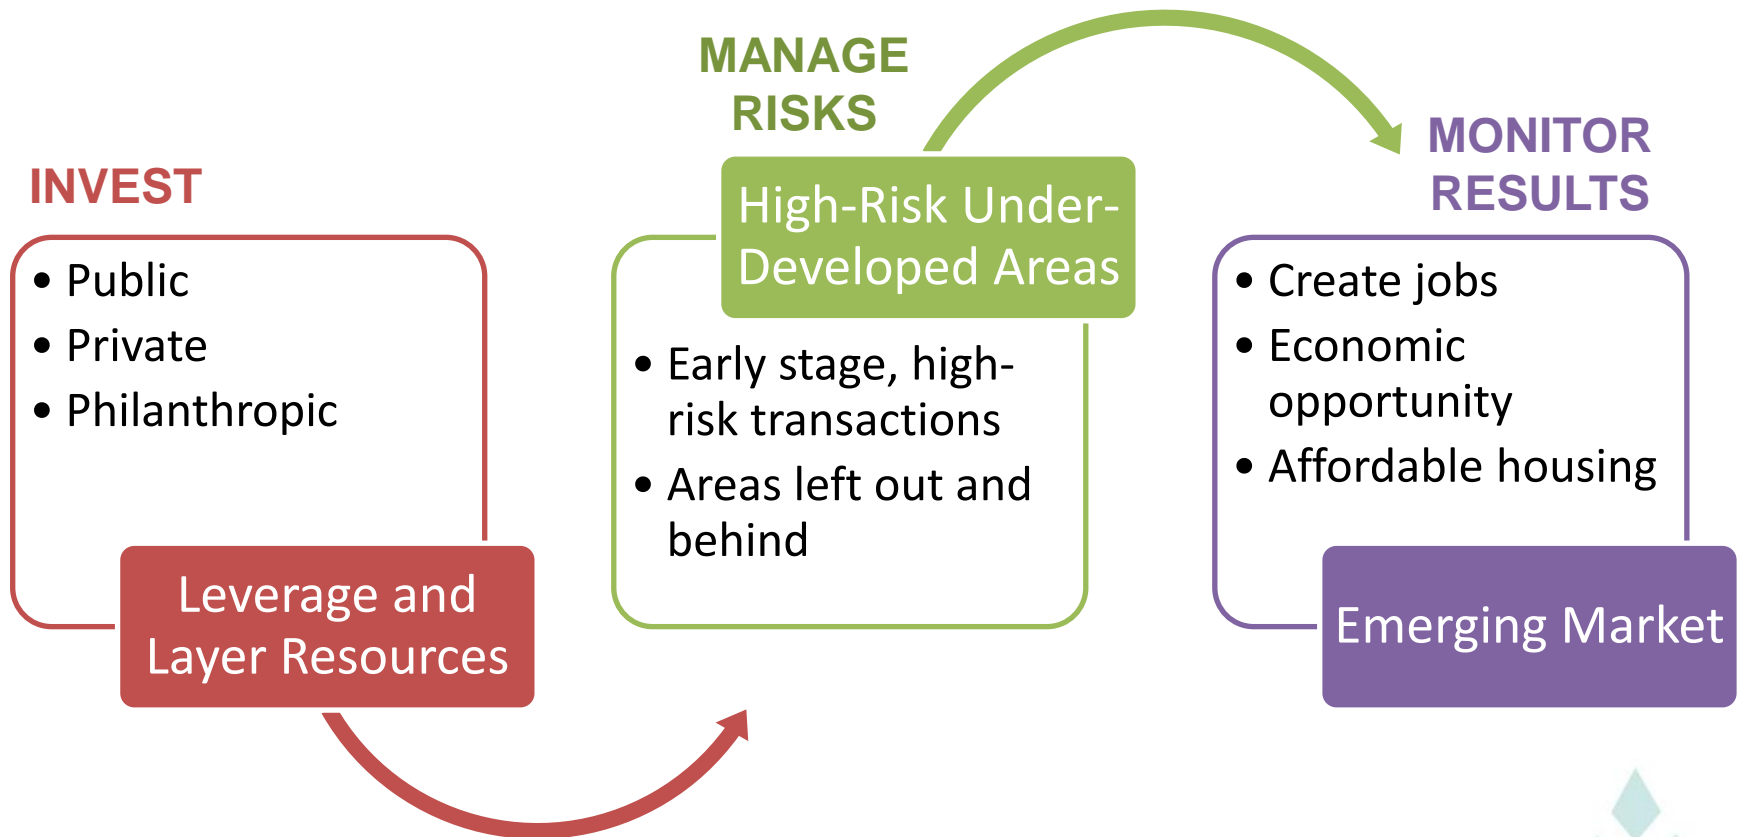 INVEST
• Public
• Private
• Philanthropic
Leverage and
Layer Resources
MANAGE
RISKS
High-Risk Under-
Developed Areas
• Early stage, high-
risk transactions
• Areas left out and
behind
MONITOR
RESULTS
• Create jobs
• Economic
opportunity
• Affordable housing
Emerging Market